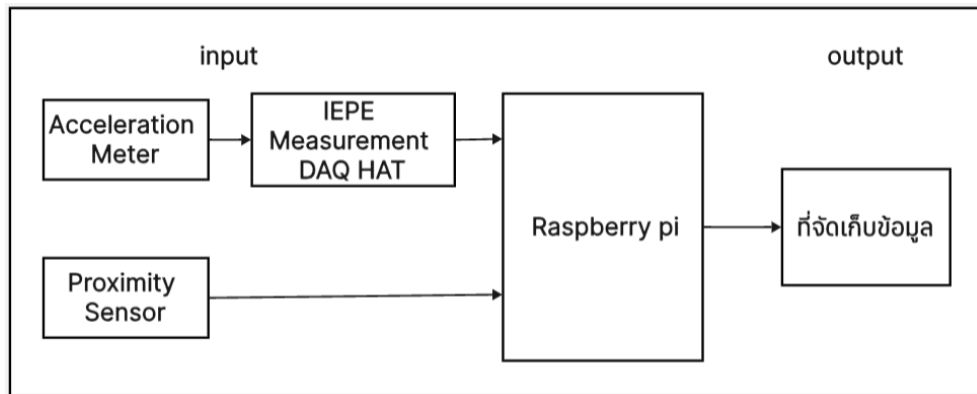 input
output
Acceleration
Meter
IEPE
Measurement
DAQ HAT
Raspberry pi
ที่จัดเก็บข้อมูล
Proximity
Sensor